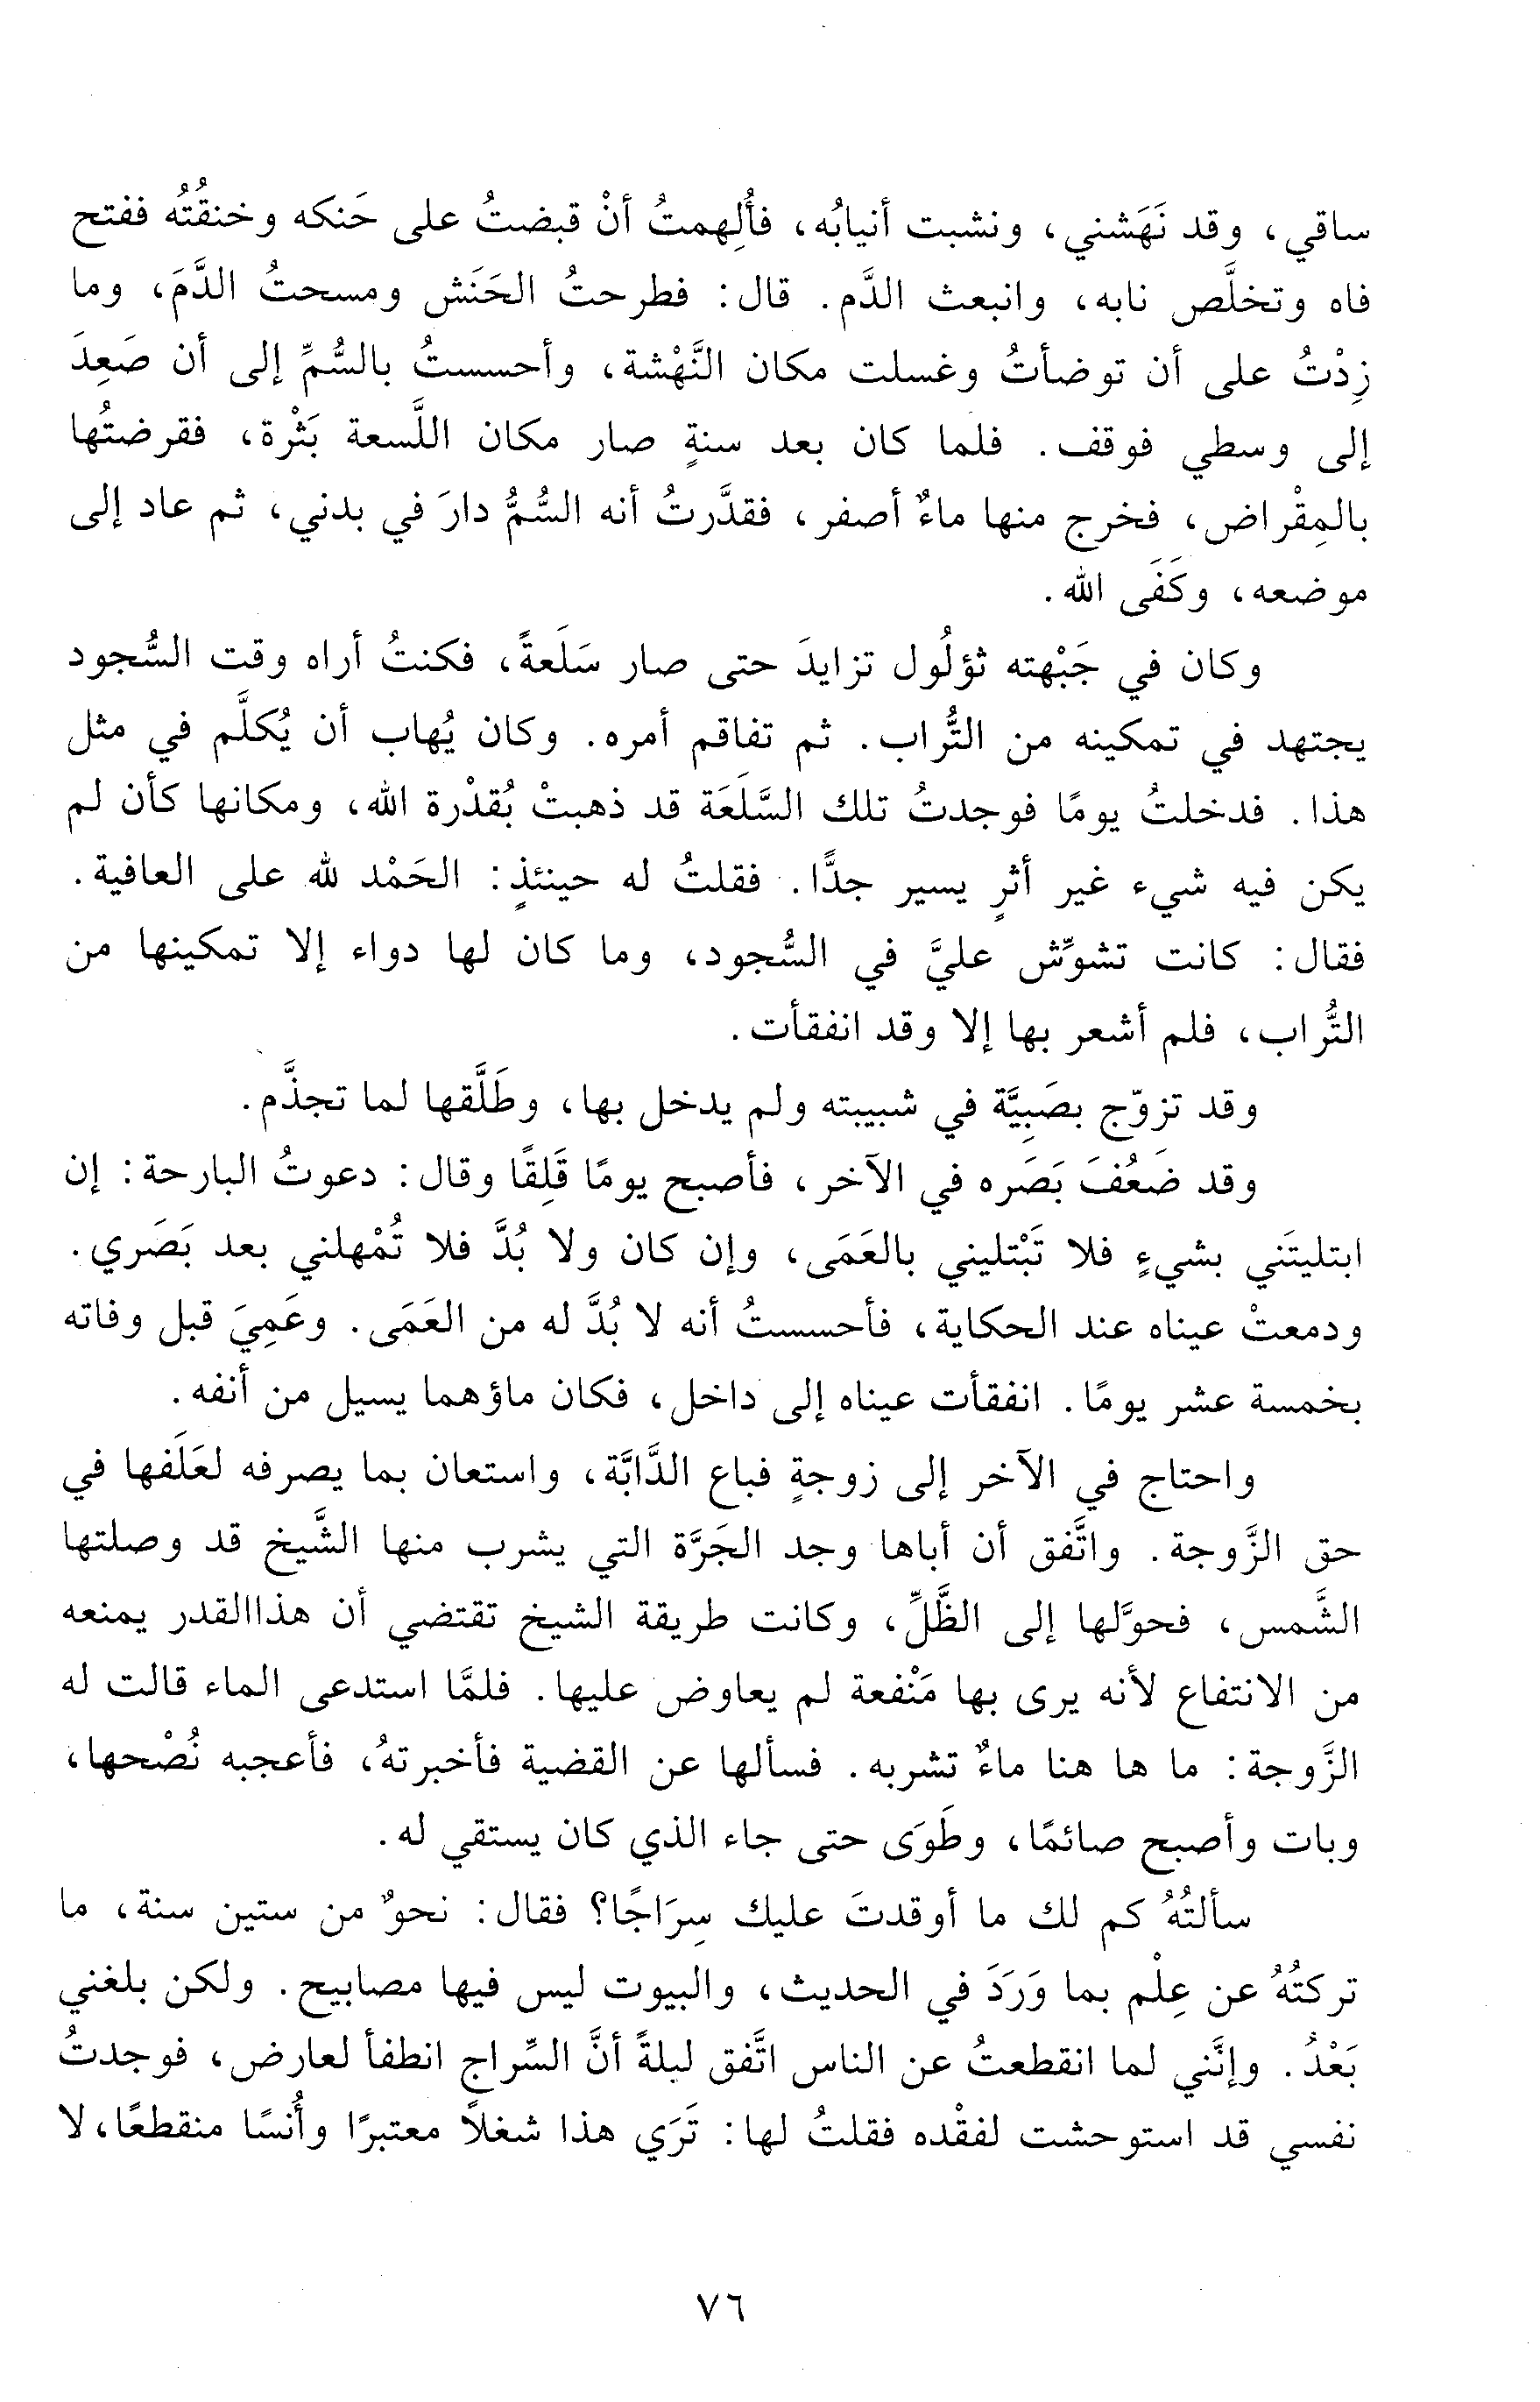 ساقي، وقد نَهَشني، ونشبت أنيابُه، فأُلهِمتُ أنْ قبضتُ على حَنكه وخنقُتُه ففتح
فاه وتخلَّص نابه، وانبعث الدَّم. قال: فطرحتُ الحَنَش ومسحتُ الدَّمَ، وما
زِدْتُ على أن توضأتُ وغسلت مكان النَّهْشة، وأحسستُ بالسُّمِّ إلى أن صَعِدَ
إلى وسطي فوقف. فلما كان بعد سنةٍ صار مكان اللَّسعة بَثْرة، فقرضتُها
بالمِقْراض، فخرج منها ماءٌ أصفر، فقدَّرتُ أنه السُّمُّ دارَ في بدني، ثم عاد إلى
موضعه، وكَفَى الله.
وكان في جَبْهته ثؤلُول تزايدَ حتى صار سَلَعةً، فكنتُ أراه وقت السُّجود
يجتهد في تمكينه من التُّراب. ثم تفاقم أمره. وكان يُهاب أن يُكلَّم في مثل
هذا. فدخلتُ يومًا فوجدتُ تلك السَّلَعَة قد ذهبتْ بُقدْرة الله، ومكانها كأن لم
يكن فيه شيء غير أثرٍ يسير جدًّا. فقلتُ له حينئذٍ: الحَمْد لله على العافية.
فقال: كانت تشوِّش عليَّ في السُّجود، وما كان لها دواء إلا تمكينها من
التُّراب، فلم أشعر بها إلا وقد انفقأت.
وقد تزوّج بصَبِيَّة في شبيبته ولم يدخل بها، وطَلَّقها لما تجذَّم.
وقد ضَعُفَ بَصَره في الآخر، فأصبح يومًا قَلِقًا وقال: دعوتُ البارحة: إن
ابتليتَني بشيءٍ فلا تَبْتليني بالعَمَى، وإن كان ولا بُدَّ فلا تُمْهلني بعد بَصَري.
ودمعتْ عيناه عند الحكاية، فأحسستُ أنه لا بُدَّ له من العَمَى. وعَمِيَ قبل وفاته
بخمسة عشر يومًا. انفقأت عيناه إلى داخل، فكان ماؤهما يسيل من أنفه.
واحتاج في الآخر إلى زوجةٍ فباع الدَّابَّة، واستعان بما يصرفه لعَلَفها في
حق الزَّوجة. واتَّفق أن أباها وجد الجَرَّة التي يشرب منها الشَّيخ قد وصلتها
الشَّمس، فحوَّلها إلى الظَّلِّ، وكانت طريقة الشيخ تقتضي أن هذاالقدر يمنعه
من الانتفاع لأنه يرى بها مَنْفعة لم يعاوض عليها. فلمَّا استدعى الماء قالت له
الزَّوجة: ما ها هنا ماءٌ تشربه. فسألها عن القضية فأخبرتهُ، فأعجبه نُصْحها،
وبات وأصبح صائمًا، وطَوَى حتى جاء الذي كان يستقي له.
سألتُهُ كم لك ما أوقدتَ عليك سِرَاجًا؟ فقال: نحوٌ من ستين سنة، ما
تركتُهُ عن عِلْم بما وَرَدَ في الحديث، والبيوت ليس فيها مصابيح. ولكن بلغني
بَعْدُ. وإنَّني لما انقطعتُ عن الناس اتَّفق ليلةً أنَّ السِّراج انطفأ لعارض، فوجدتُ
نفسي قد استوحشت لفقْده فقلتُ لها: تَرَي هذا شغلاً معتبرًا وأُنسًا منقطعًا، لا
٧٦